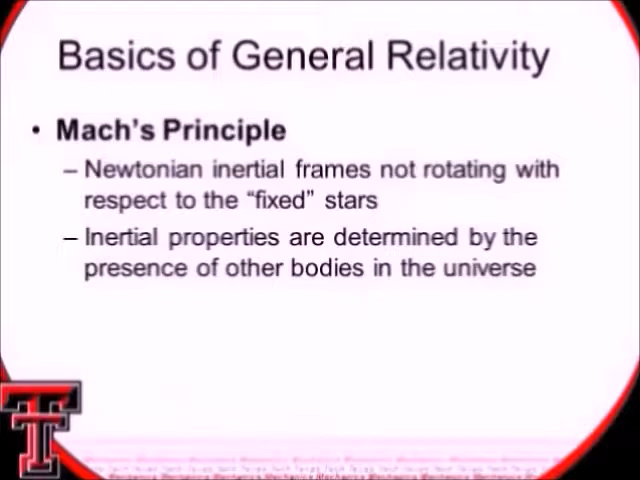 Basics of General Relativity
• Mach's Principle
– Newtonian inertial frames not rotating with
respect to the “fixed” stars
– Inertial properties are determined by the
presence of other bodies in the universe